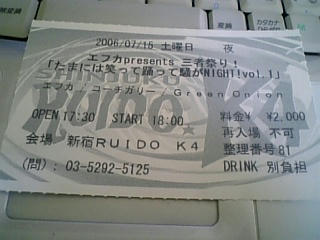 2006/07/15 土曜日 夜
エフカpresents 三者祭り!
「たまには笑って踊って騒がNIGHT!vol.1」
エフカ / コーチガリー / Green Onion
OPEN 17:30 START 18:00 料金 ¥2,000
再入場 不可
会場 新宿RUIDO K4 整理番号 81
(問): 03-5292-5125 DRINK 別負担
RUIDO K4